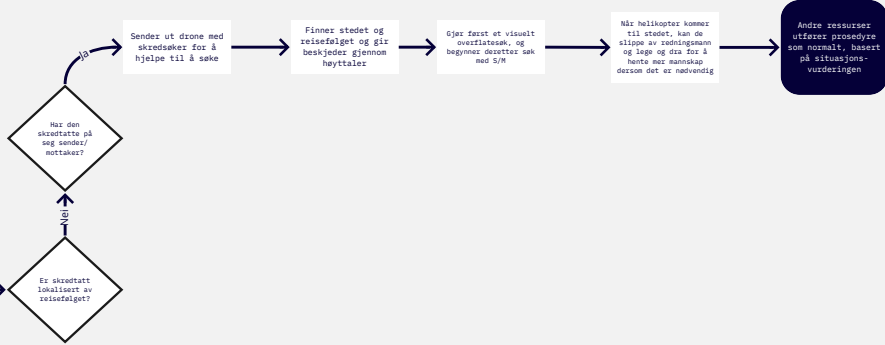 Sender ut drone med
skredsøker for å
hjelpe til å søke
Finner stedet og
reisefølget og gir
beskjeder gjennom
høyttaler
Gjør først et visuelt
overflatesøk, og
begynner deretter søk
med S/M
Når helikopter kommer
til stedet, kan de
slippe av redningsmann
og lege og dra for å
hente mer mannskap
dersom det er nødvendig
Andre ressurser
utfører prosedyre
som normalt, basert
på situasjons-
vurderingen
Ja
Har den
skredtatte på
seg sender/
mottaker?
Nei
Er skredtatt
lokalisert av
reisefølget?